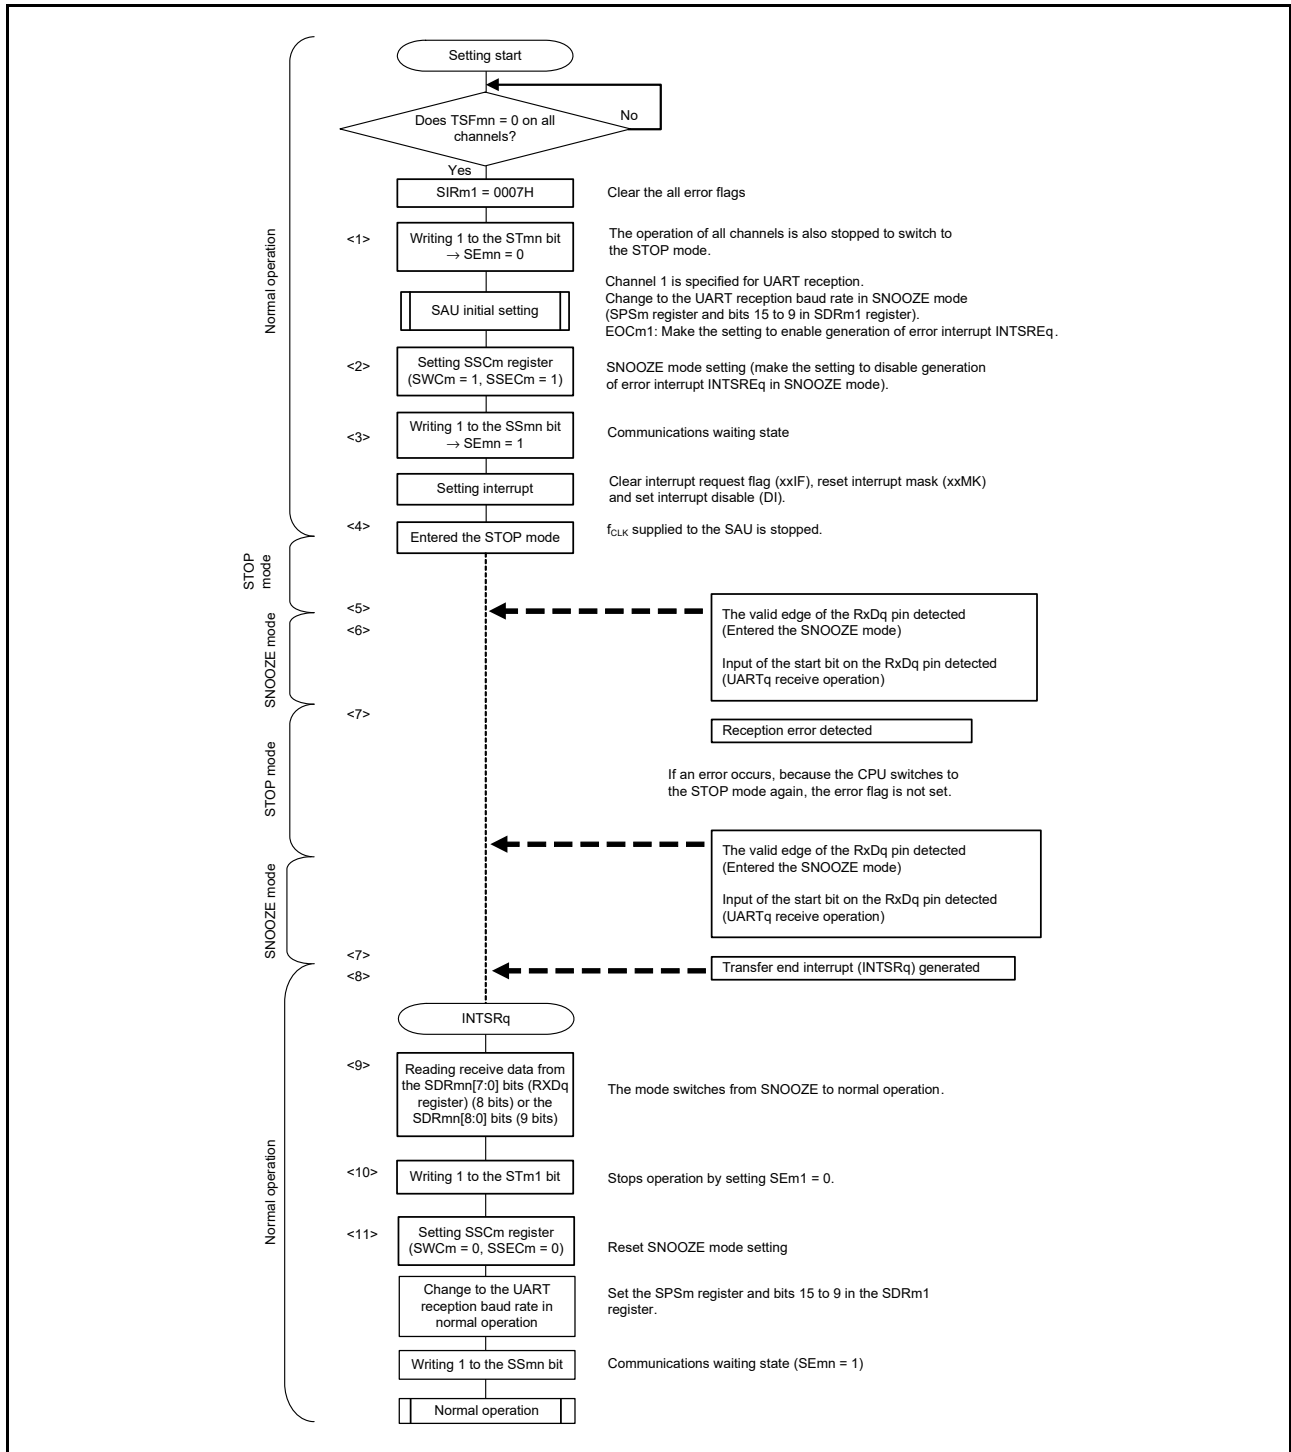 Setting start
Does TSFmn = 0 on all
channels?
No
Yes
SIRm1 = 0007H
Clear the all error flags
<1>
Writing 1 to the STmn bit
→ SEmn = 0
The operation of all channels is also stopped to switch to
the STOP mode.
SAU initial setting
Channel 1 is specified for UART reception.
Change to the UART reception baud rate in SNOOZE mode
(SPSm register and bits 15 to 9 in SDRm1 register).
EOCm1: Make the setting to enable generation of error interrupt INTSREq.
Normal operation
<2>
Setting SSCm register
(SWCm = 1, SSECm = 1)
SNOOZE mode setting (make the setting to disable generation
of error interrupt INTSREq in SNOOZE mode).
<3>
Writing 1 to the SSmn bit
→ SEmn = 1
Communications waiting state
Setting interrupt
Clear interrupt request flag (xxIF), reset interrupt mask (xxMK)
and set interrupt disable (DI).
<4>
Entered the STOP mode
fCLK supplied to the SAU is stopped.
STOP
mode
<5>
<6>
The valid edge of the RxDq pin detected
(Entered the SNOOZE mode)
Input of the start bit on the RxDq pin detected
(UARTq receive operation)
SNOOZE mode
<7>
Reception error detected
If an error occurs, because the CPU switches to
the STOP mode again, the error flag is not set.
STOP mode
The valid edge of the RxDq pin detected
(Entered the SNOOZE mode)
Input of the start bit on the RxDq pin detected
(UARTq receive operation)
SNOOZE mode
<7>
<8>
Transfer end interrupt (INTSRq) generated
INTSRq
<9>
Reading receive data from
the SDRmn[7:0] bits (RXDq
register) (8 bits) or the
SDRmn[8:0] bits (9 bits)
The mode switches from SNOOZE to normal operation.
<10>
Writing 1 to the STm1 bit
Stops operation by setting SEm1 = 0.
Normal operation
<11>
Setting SSCm register
(SWCm = 0, SSECm = 0)
Reset SNOOZE mode setting
Change to the UART
reception baud rate in
normal operation
Set the SPSm register and bits 15 to 9 in the SDRm1
register.
Writing 1 to the SSmn bit
Communications waiting state (SEmn = 1)
Normal operation